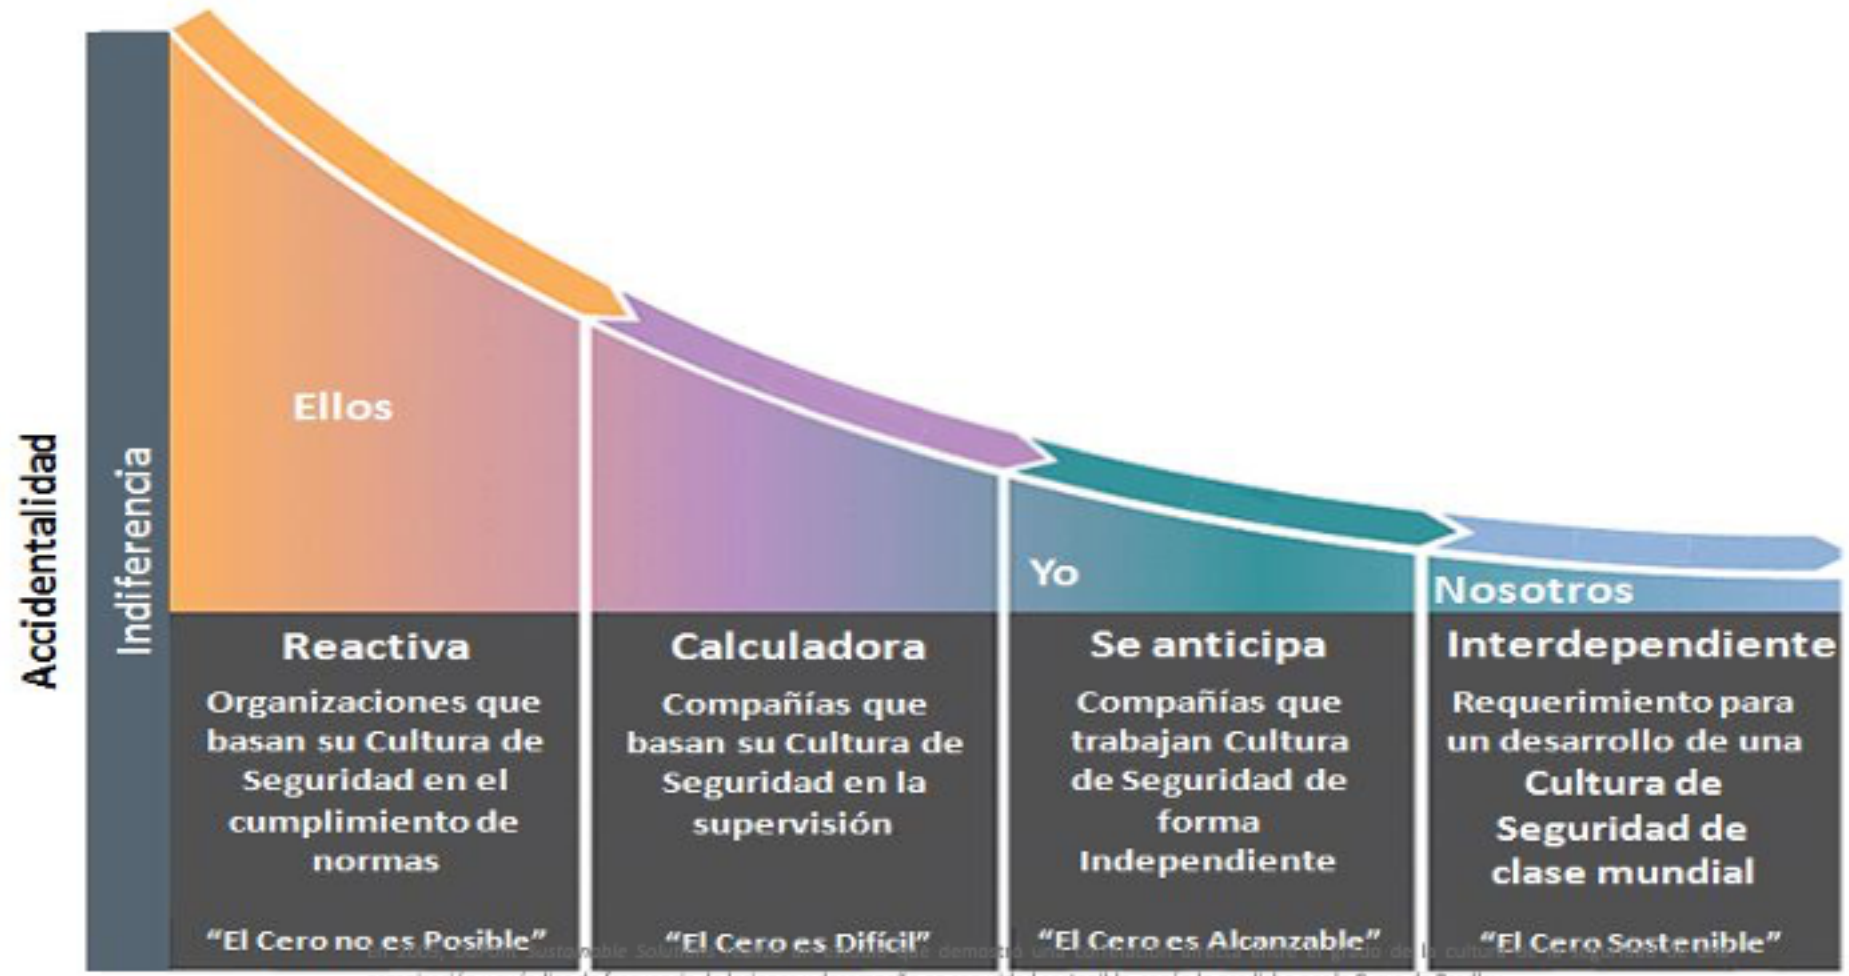 Accidentalidad
Indiferencia
Ellos
Yo
Nosotros
Reactiva
Organizaciones que
basan su Cultura de
Seguridad en el
cumplimiento de
normas
“El Cero no es Posible”
Calculadora
Compañías que
basan su Cultura de
Seguridad en la
supervisión
“El Cero es Difícil”
Se anticipa
Compañías que
trabajan Cultura
de Seguridad de
forma
Independiente
“El Cero es Alcanzable”
Interdependiente
Requerimiento para
un desarrollo de una
Cultura de
Seguridad de
clase mundial
“El Cero Sostenible”